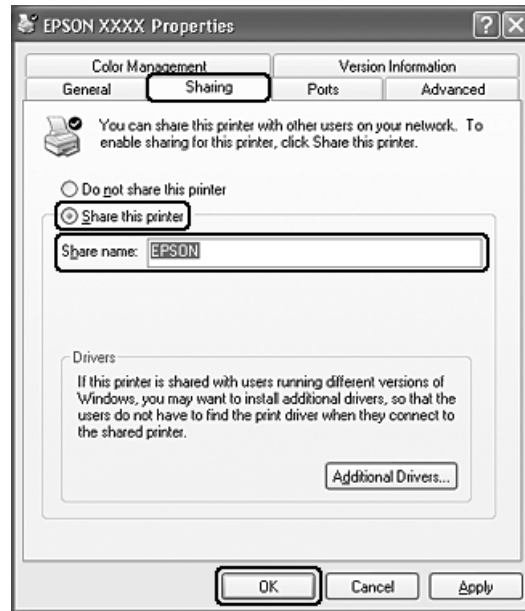 EPSON XXXX Properties
Color Management Version Information
General Sharing Ports Advanced
You can share this printer with other users on your network. To
enable sharing for this printer, click Share this printer.
Do not share this printer
Share this printer
Share name: EPSON
Drivers
If this printer is shared with users running different versions of
Windows, you may want to install additional drivers, so that the
users do not have to find the print driver when they connect to
the shared printer.
Additional Drivers...
OK Cancel Apply